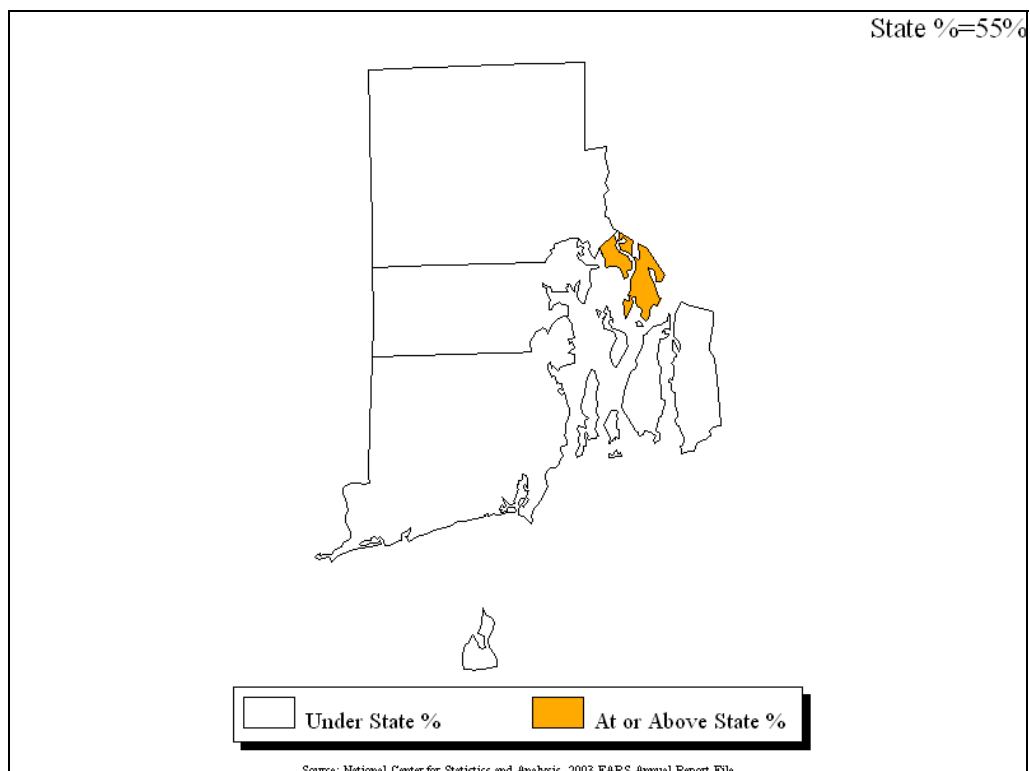 State %=55%
Under State %
At or Above State %
Source: National Center for Statistics and Analysis, 2003 FARS Annual Report File